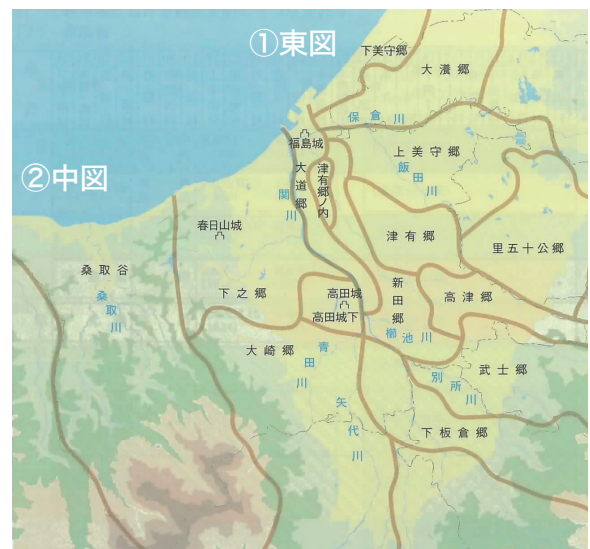 ①東図
下美守郷
大瀁郷
保倉川
福島城
上美守郷
②中図
大道郷
津有郷ノ内
飯田川
関川
春日山城
津有郷
里五十公郷
桑取谷
桑取川
下之郷
高田城
高田城下
新田郷
高津郷
櫛池川
大崎郷
青田川
武士郷
別所川
矢代川
下板倉郷